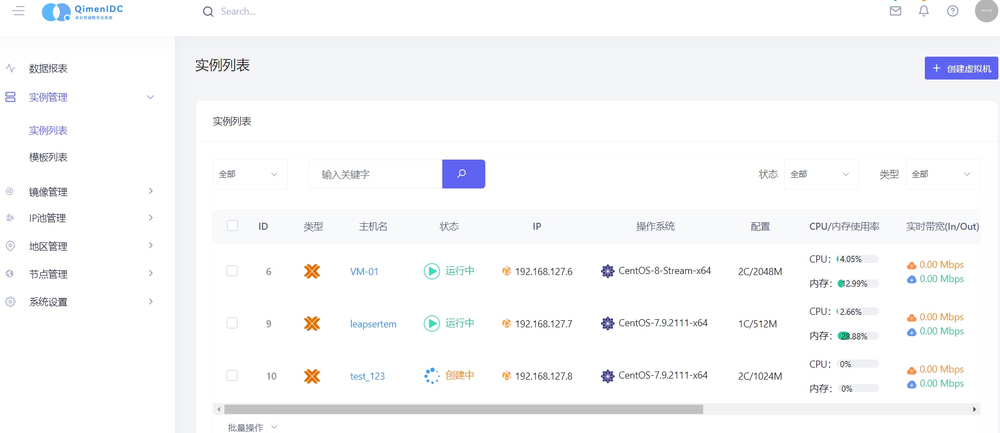 QimenIDC
多云管理融合云系统
Search...
数据报表
实例管理
实例列表
模板列表
镜像管理
IP池管理
地区管理
节点管理
系统设置
实例列表
+ 创建虚拟机
实例列表
全部
输入关键字
状态 全部
类型 全部
ID 类型 主机名 状态 IP 操作系统 配置 CPU/内存使用率 实时带宽(In/Out)
6 VM-01 运行中 192.168.127.6 CentOS-8-Stream-x64 2C/2048M
CPU: 4.05%
内存: 12.99%
0.00 Mbps
0.00 Mbps
9 leapsertem 运行中 192.168.127.7 CentOS-7.9.2111-x64 1C/512M
CPU: 2.66%
内存: 28.88%
0.00 Mbps
0.00 Mbps
10 test_123 创建中 192.168.127.8 CentOS-7.9.2111-x64 2C/1024M
CPU: 0%
内存: 0%
0.00 Mbps
0.00 Mbps
批量操作